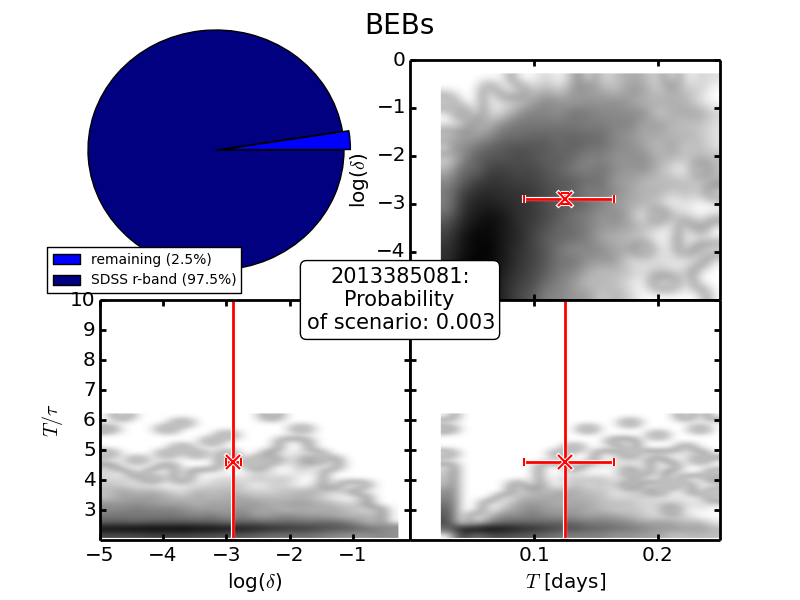 BEBs
remaining (2.5%)
SDSS r-band (97.5%)
0
−1
−2
−3
−4
log(δ)
2013385081:
Probability
of scenario: 0.003
10
9
8
7
6
5
4
3
T/τ
−5 −4 −3 −2 −1
log(δ)
0.1 0.2
T [days]